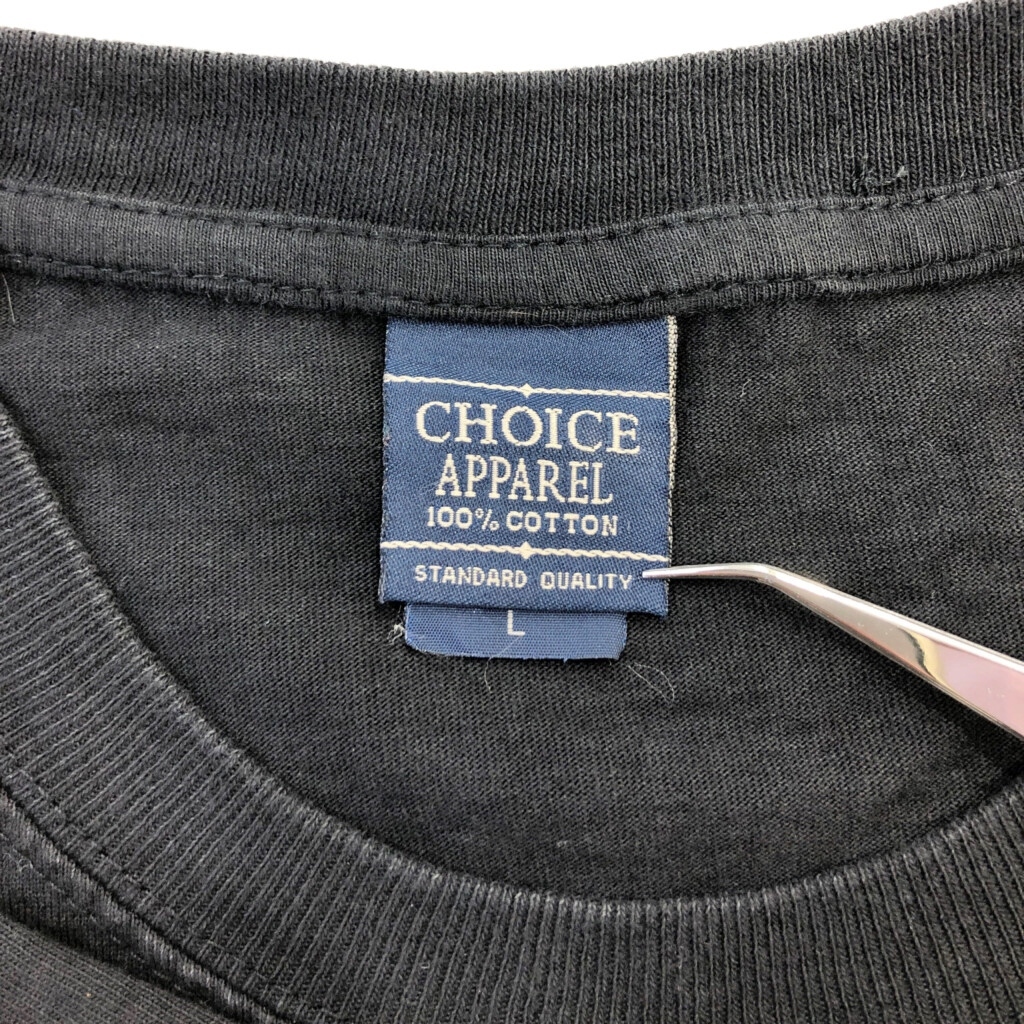 CHOICE
APPAREL
100% COTTON
STANDARD QUALITY
L